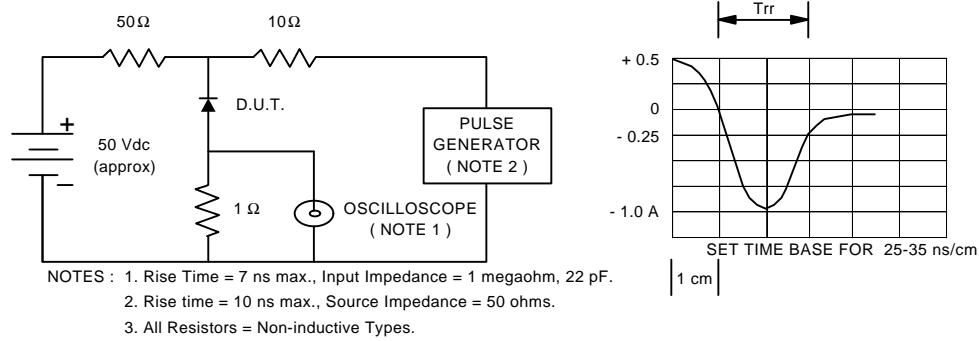 50 Ω
10 Ω
D.U.T.
+
50 Vdc
(approx)
−
1 Ω
OSCILLOSCOPE
( NOTE 1 )
PULSE
GENERATOR
( NOTE 2 )
NOTES : 1. Rise Time = 7 ns max., Input Impedance = 1 megaohm, 22 pF.
2. Rise time = 10 ns max., Source Impedance = 50 ohms.
3. All Resistors = Non-inductive Types.
Trr
+ 0.5
0
- 0.25
- 1.0 A
SET TIME BASE FOR 25-35 ns/cm
1 cm